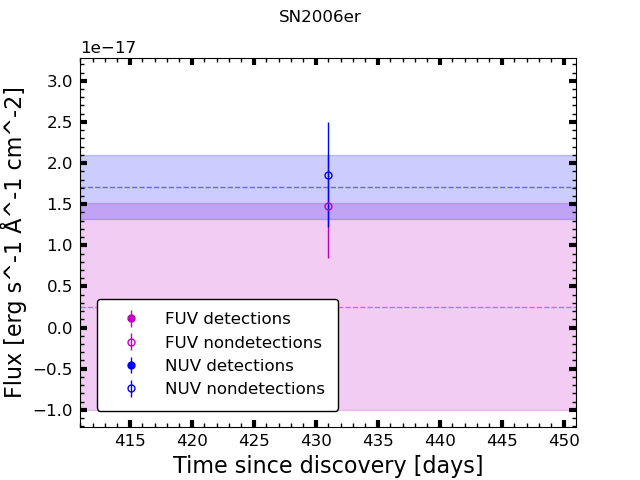 SN2006er
1e−17
3.0
2.5
2.0
1.5
1.0
0.5
0.0
−0.5
−1.0
Flux [erg s^-1 Å^-1 cm^-2]
FUV detections
FUV nondetections
NUV detections
NUV nondetections
415 420 425 430 435 440 445 450
Time since discovery [days]